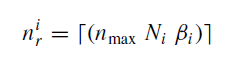 n_r^i = ⌈(n_max N_i β_i)⌉